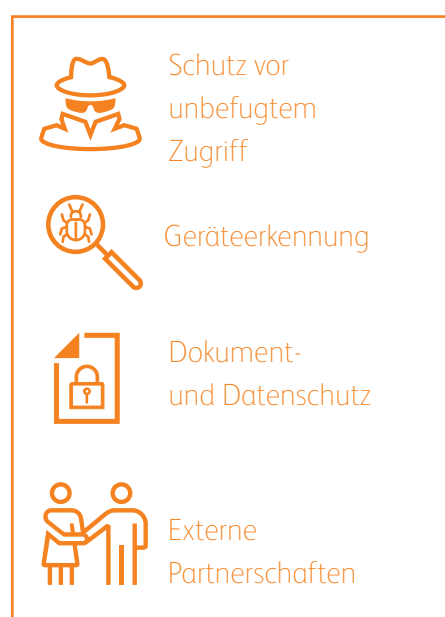 Schutz vor
unbefugtem
Zugriff
Geräteerkennung
Dokument-
und Datenschutz
Externe
Partnerschaften